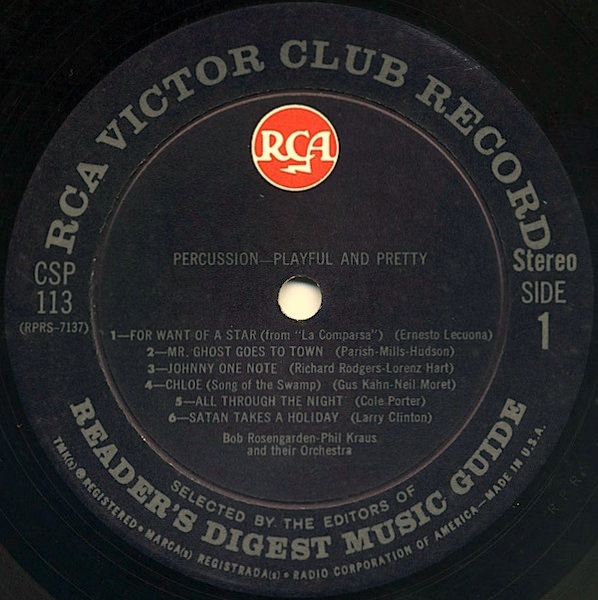 RCA VICTOR CLUB RECORD
RCA
PERCUSSION—PLAYFUL AND PRETTY
CSP
113
(RPRS-7137)
Stereo
SIDE
1
1—FOR WANT OF A STAR (from "La Comparsa") (Ernesto Lecuona)
2—MR. GHOST GOES TO TOWN (Parish-Mills-Hudson)
3—JOHNNY ONE NOTE (Richard Rodgers-Lorenz Hart)
4—CHLOE (Song of the Swamp) (Gus Kahn-Neil Moret)
5—ALL THROUGH THE NIGHT (Cole Porter)
6—SATAN TAKES A HOLIDAY (Larry Clinton)
Bob Rosengarden-Phil Kraus
and their Orchestra
SELECTED BY THE EDITORS OF
READER'S DIGEST MUSIC GUIDE
TMK(s) ® REGISTERED • MARCA(s) REGISTRADA(s) • RADIO CORPORATION OF AMERICA—MADE IN U.S.A.